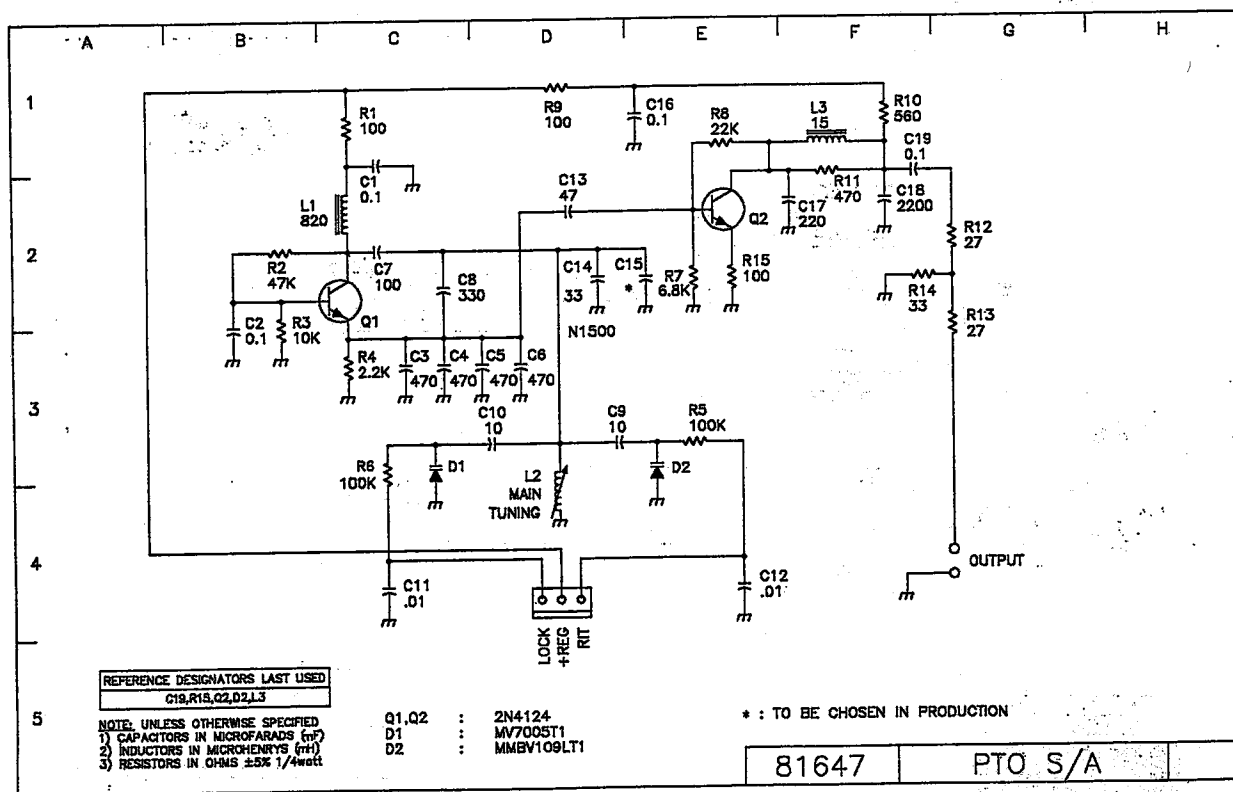 A B C D E F G H
1
2
3
4
5
R1
100
C1
0.1
L1
820
R2
47K
C7
100
C8
330
Q1
C2
0.1
R3
10K
R4
2.2K
C3
470
C4
470
C5
470
C6
470
R9
100
C16
0.1
C13
47
C14
33
N1500
C15
*
R8
22K
L3
15
R10
560
C19
0.1
Q2
C17
220
R11
470
C18
2200
R7
6.8K
R15
100
R12
27
R14
33
R13
27
C10
10
C9
10
R5
100K
R6
100K
D1
D2
L2
MAIN
TUNING
C11
.01
C12
.01
OUTPUT
LOCK
+REG
RIT
REFERENCE DESIGNATORS LAST USED
C19,R15,Q2,D2,L3
NOTE: UNLESS OTHERWISE SPECIFIED
1) CAPACITORS IN MICROFARADS (mF)
2) INDUCTORS IN MICROHENRYS (mH)
3) RESISTORS IN OHMS ±5% 1/4watt
Q1,Q2 : 2N4124
D1 : MV7005T1
D2 : MMBV109LT1
* : TO BE CHOSEN IN PRODUCTION
81647
PTO S/A